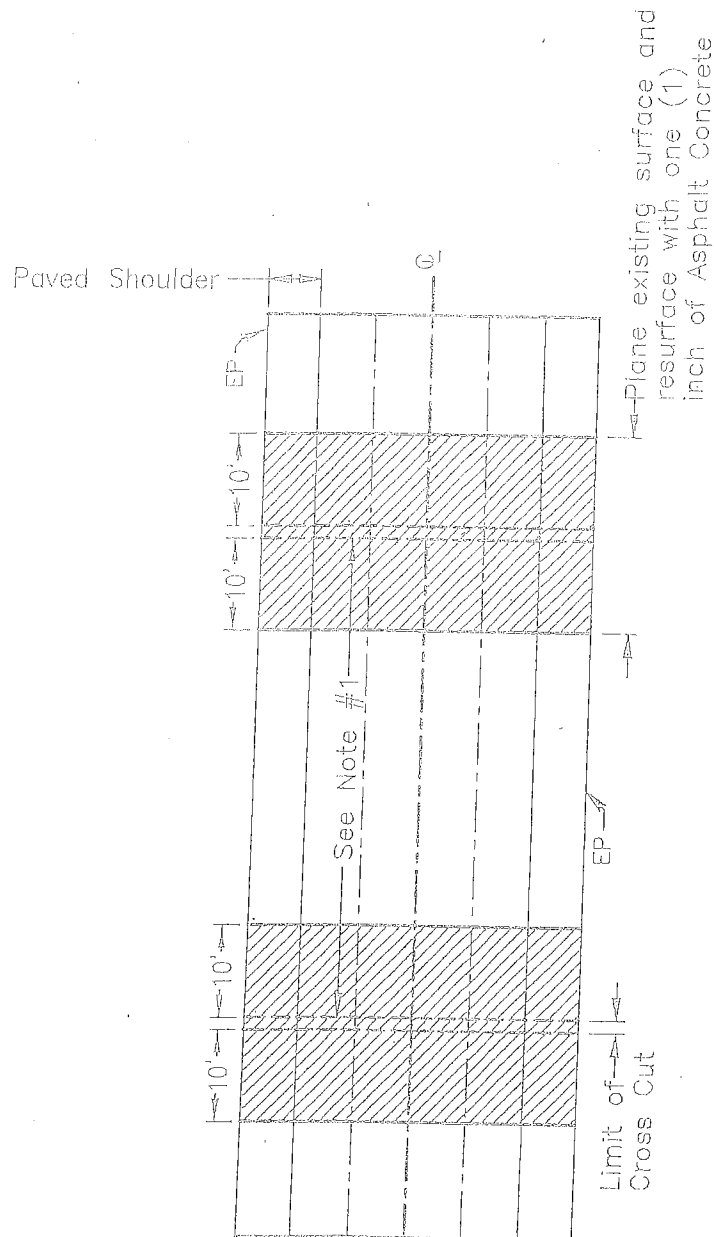 Plane existing surface and
resurface with one (1)
inch of Asphalt Concrete
Paved Shoulder
EP
10'
10'
See Note #1
EP
10'
10'
Limit of
Cross Cut